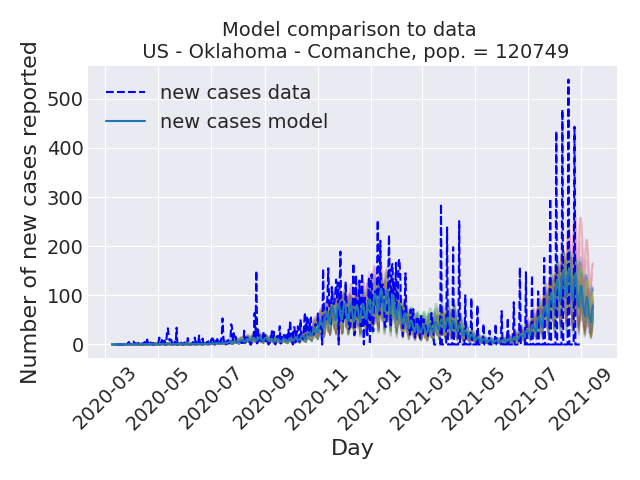 Model comparison to data
US - Oklahoma - Comanche, pop. = 120749
new cases data
new cases model
Number of new cases reported
500
400
300
200
100
0
2020-03
2020-05
2020-07
2020-09
2020-11
2021-01
2021-03
2021-05
2021-07
2021-09
Day